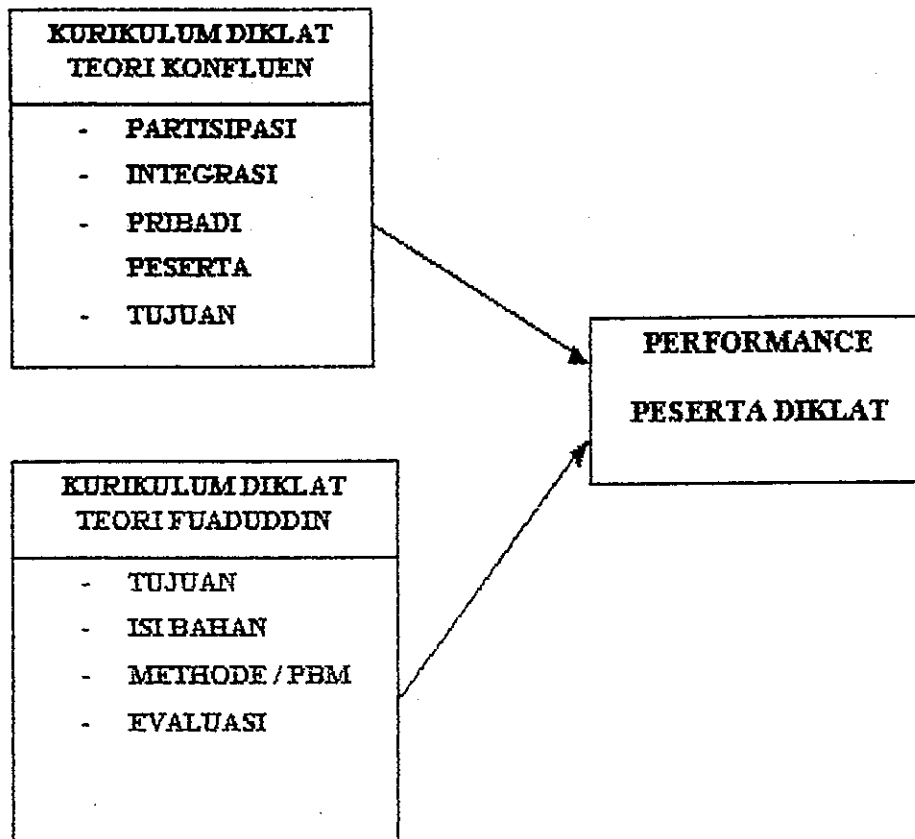 KURIKULUM DIKLAT
TEORI KONFLUEN
- PARTISIPASI
- INTEGRASI
- PRIBADI
PESERTA
- TUJUAN
PERFORMANCE
PESERTA DIKLAT
KURIKULUM DIKLAT
TEORI FUADUDDIN
- TUJUAN
- ISI BAHAN
- METHODE / PBM
- EVALUASI